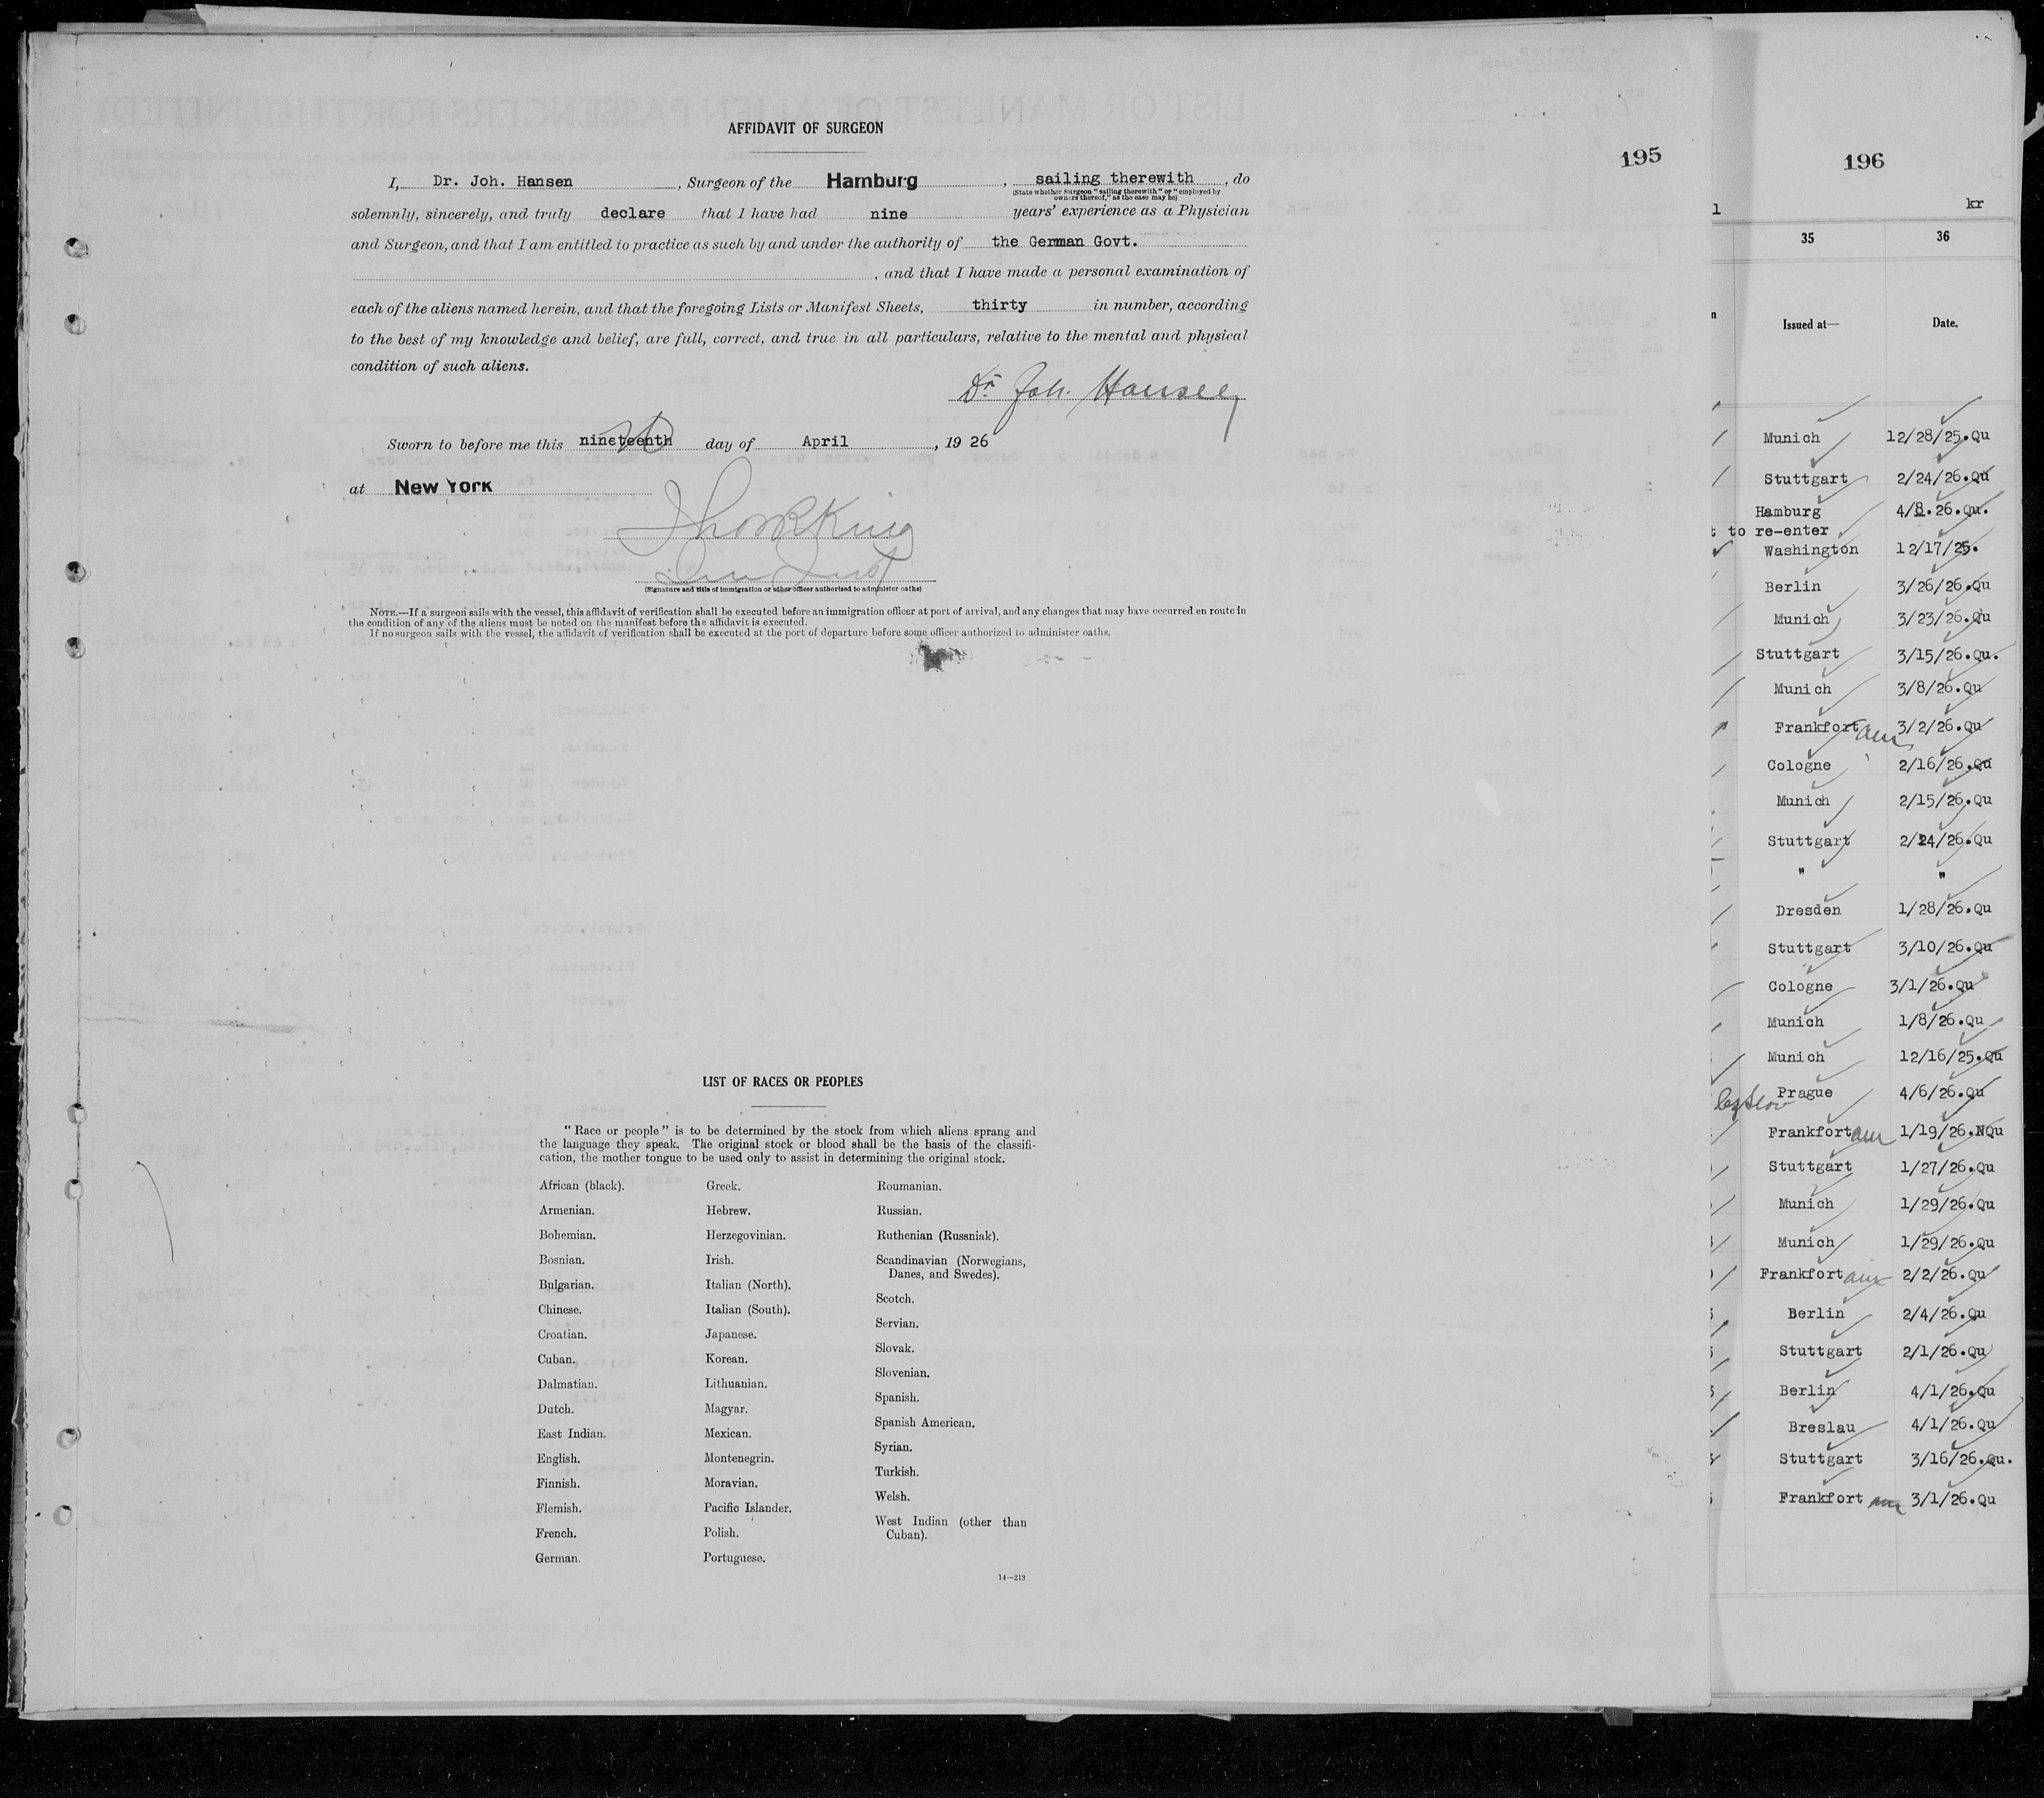 AFFIDAVIT OF SURGEON
195
I, Dr. Joh. Hansen, Surgeon of the Hamburg, sailing therewith, do
(State whether Surgeon "sailing therewith" or "employed by
owners thereof," as the case may be)
solemnly, sincerely, and truly declare that I have had nine years' experience as a Physician
and Surgeon, and that I am entitled to practice as such by and under the authority of the German Govt.
, and that I have made a personal examination of
each of the aliens named herein, and that the foregoing Lists or Manifest Sheets, thirty in number, according
to the best of my knowledge and belief, are full, correct, and true in all particulars, relative to the mental and physical
condition of such aliens.
Dr. Joh. Hansen
Sworn to before me this nineteenth day of April, 1926
at New York
(Signature and title of immigration or other officer authorized to administer oaths)
NOTE.—If a surgeon sails with the vessel, this affidavit of verification shall be executed before an immigration officer at port of arrival, and any changes that may have occurred en route in
the condition of any of the aliens must be noted on the manifest before the affidavit is executed.
If no surgeon sails with the vessel, the affidavit of verification shall be executed at the port of departure before some officer authorized to administer oaths.
LIST OF RACES OR PEOPLES
"Race or people" is to be determined by the stock from which aliens sprang and
the language they speak. The original stock or blood shall be the basis of the classifi-
cation, the mother tongue to be used only to assist in determining the original stock.
African (black).
Armenian.
Bohemian.
Bosnian.
Bulgarian.
Chinese.
Croatian.
Cuban.
Dalmatian.
Dutch.
East Indian.
English.
Finnish.
Flemish.
French.
German.
Greek.
Hebrew.
Herzegovinian.
Irish.
Italian (North).
Italian (South).
Japanese.
Korean.
Lithuanian.
Magyar.
Mexican.
Montenegrin.
Moravian.
Pacific Islander.
Polish.
Portuguese.
Roumanian.
Russian.
Ruthenian (Russniak).
Scandinavian (Norwegians,
Danes, and Swedes).
Scotch.
Servian.
Slovak.
Slovenian.
Spanish.
Spanish American.
Syrian.
Turkish.
Welsh.
West Indian (other than
Cuban).
14—213
196
kr
35 36
Issued at— Date.
Munich 12/28/25.Qu
Stuttgart 2/24/26.Qu
Hamburg 4/8.26.Qu.
to re-enter
Washington 12/17/25.
Berlin 3/26/26.Qu
Munich 3/23/26.Qu
Stuttgart 3/15/26.Qu.
Munich 3/8/26.Qu
Frankfort 3/2/26.Qu
Cologne 2/16/26.Qu
Munich 2/15/26.Qu
Stuttgart 2/24/26.Qu
" "
Dresden 1/28/26.Qu
Stuttgart 3/10/26.Qu
Cologne 3/1/26.Qu
Munich 1/8/26.Qu
Munich 12/16/25.Qu
Prague 4/6/26.Qu
Frankfort 1/19/26.NQu
Stuttgart 1/27/26.Qu
Munich 1/29/26.Qu
Munich 1/29/26.Qu
Frankfort 2/2/26.Qu
Berlin 2/4/26.Qu
Stuttgart 2/1/26.Qu
Berlin 4/1/26.Qu
Breslau 4/1/26.Qu
Stuttgart 3/16/26.Qu.
Frankfort 3/1/26.Qu